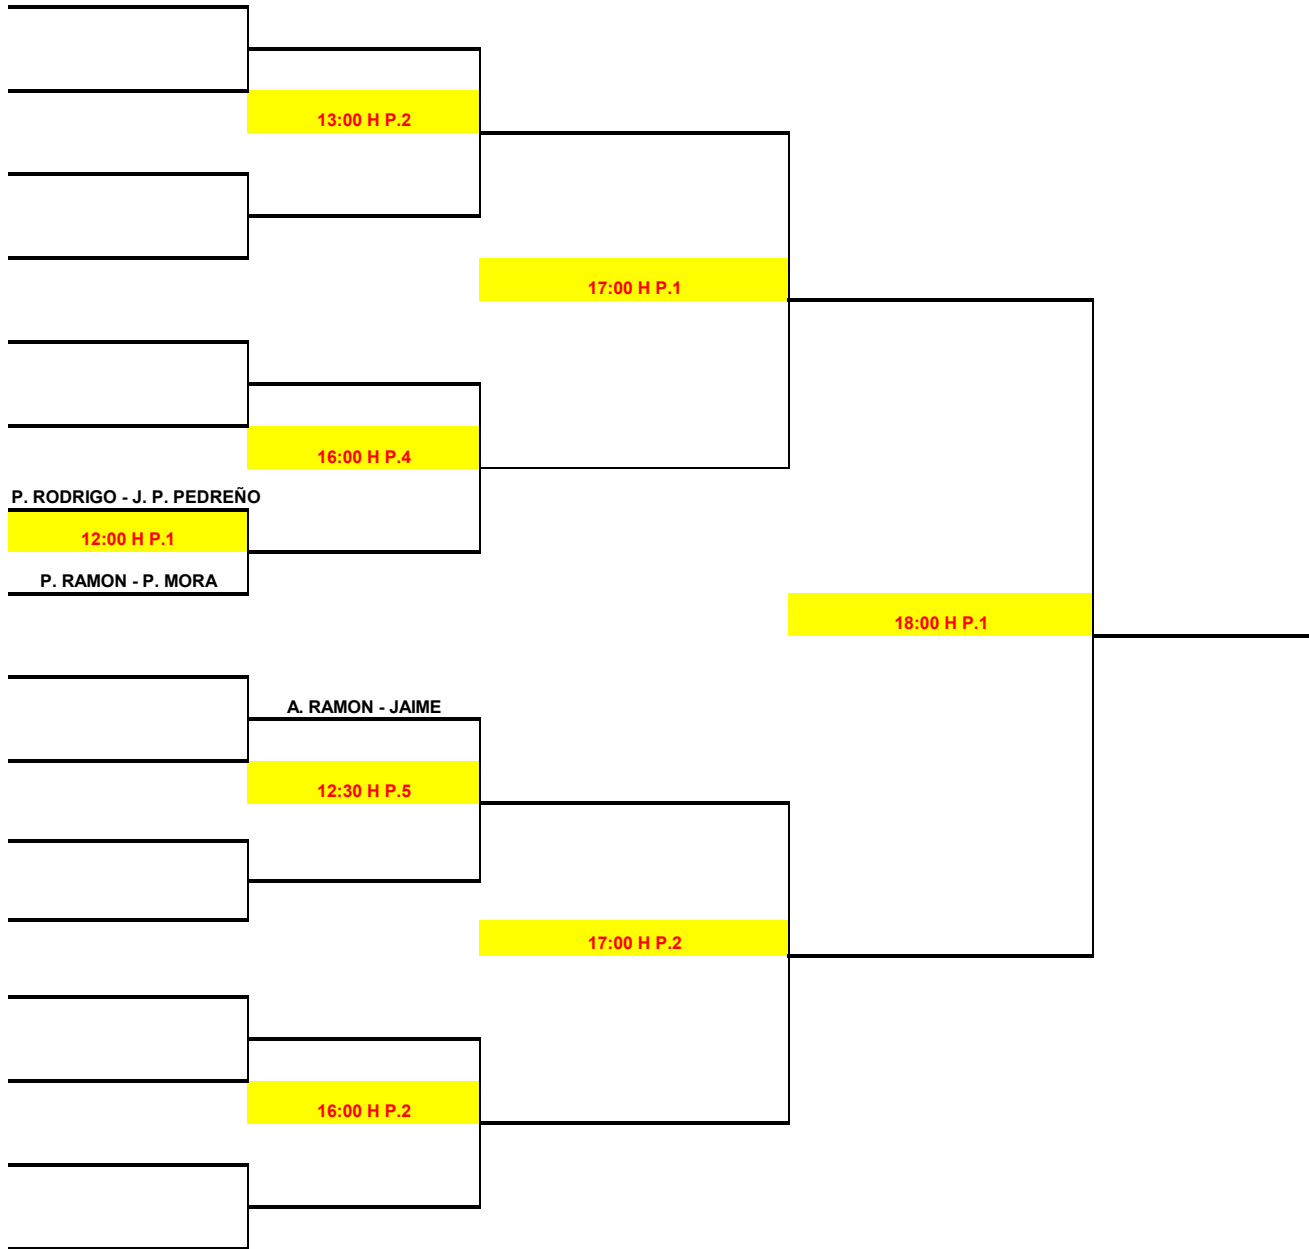 13:00 H P.2
17:00 H P.1
16:00 H P.4
P. RODRIGO - J. P. PEDREÑO
12:00 H P.1
P. RAMON - P. MORA
18:00 H P.1
A. RAMON - JAIME
12:30 H P.5
17:00 H P.2
16:00 H P.2